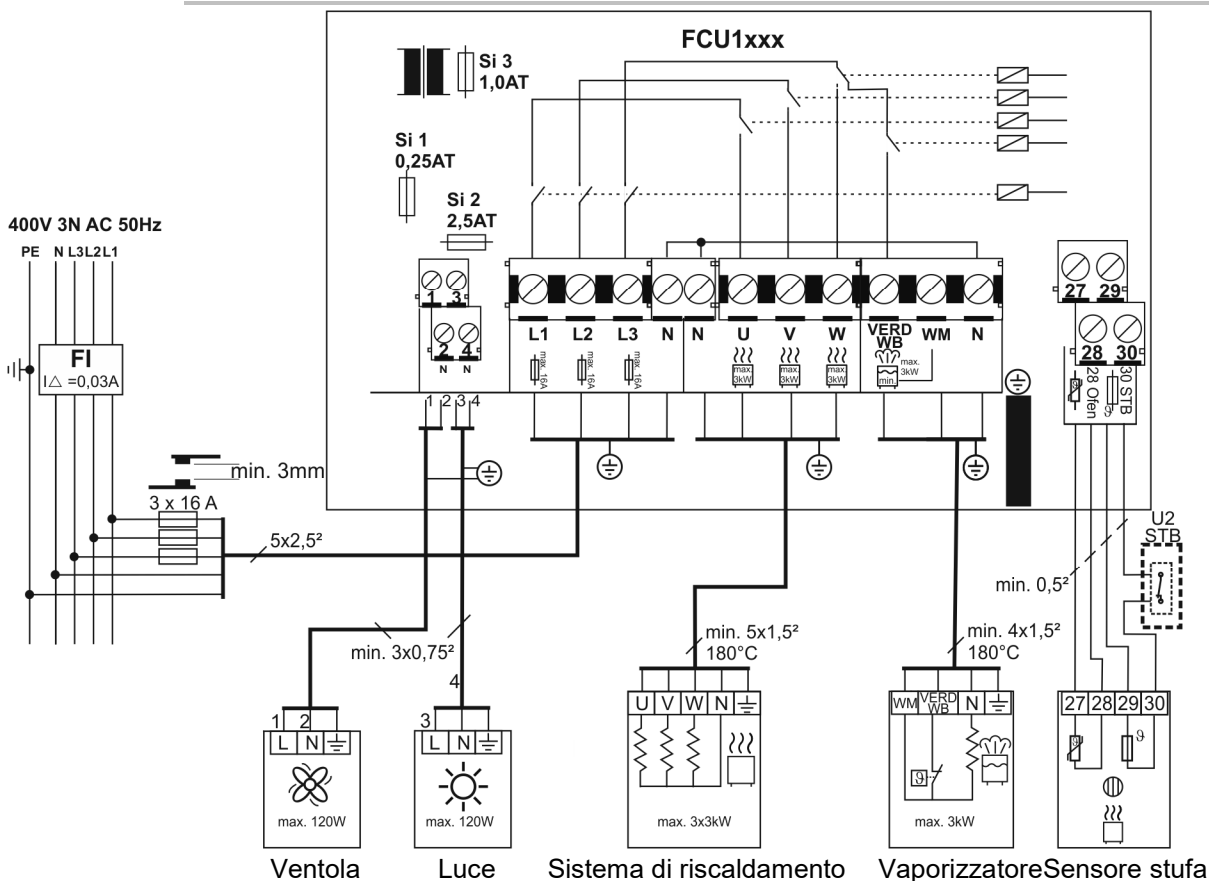 FCU1xxx
Si 3
1,0AT
Si 1
0,25AT
Si 2
2,5AT
400V 3N AC 50Hz
PE N L3 L2 L1
FI
I△ =0,03A
min. 3mm
3 x 16 A
5x2,5²
1 3
2 4
N N
1 2 3 4
L1 L2 L3 N N U V W VERD WB WM N
max. 16A
max. 16A
max. 16A
max. 3kW
max. 3kW
max. 3kW
max. 3kW
min.
27 29
28 30
28 Ofen
30 STB
ϑ
U2
STB
min. 0,5²
min. 3x0,75²
4
min. 5x1,5²
180°C
min. 4x1,5²
180°C
1 2
L N
max. 120W
Ventola
3
L N
max. 120W
Luce
U V W N
max. 3x3kW
Sistema di riscaldamento
WM VERD WB N
ϑ
max. 3kW
Vaporizzatore
27 28 29 30
ϑ ϑ
Sensore stufa